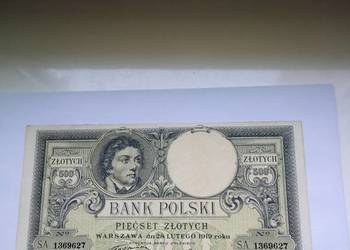 500 500
ZŁOTYCH ZŁOTYCH
BANK POLSKI
PIĘĆSET ZŁOTYCH
WARSZAWA dn 28 LUTEGO 1919 roku
SA 1369627 SA 1369627